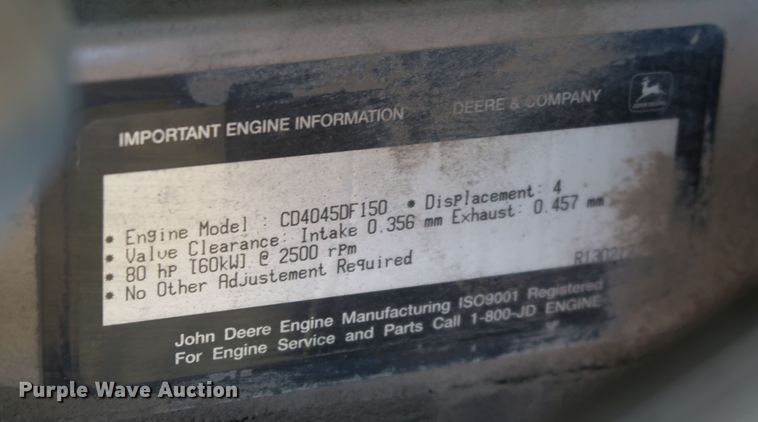 IMPORTANT ENGINE INFORMATION DEERE & COMPANY
JOHN DEERE
• Engine Model : CD4045DF150 • Displacement: 4
• Valve Clearance: Intake 0.356 mm Exhaust: 0.457 mm
• 80 hp [60kW] @ 2500 rpm
• No Other Adjustement Required
John Deere Engine Manufacturing ISO9001 Registered
For Engine Service and Parts Call 1-800-JD ENGINE
Purple Wave Auction